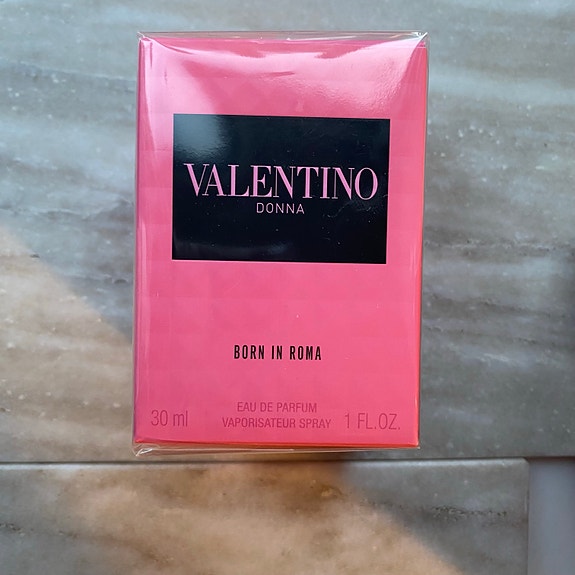 VALENTINO
DONNA
BORN IN ROMA
EAU DE PARFUM
30 ml VAPORISATEUR SPRAY 1 FL.OZ.